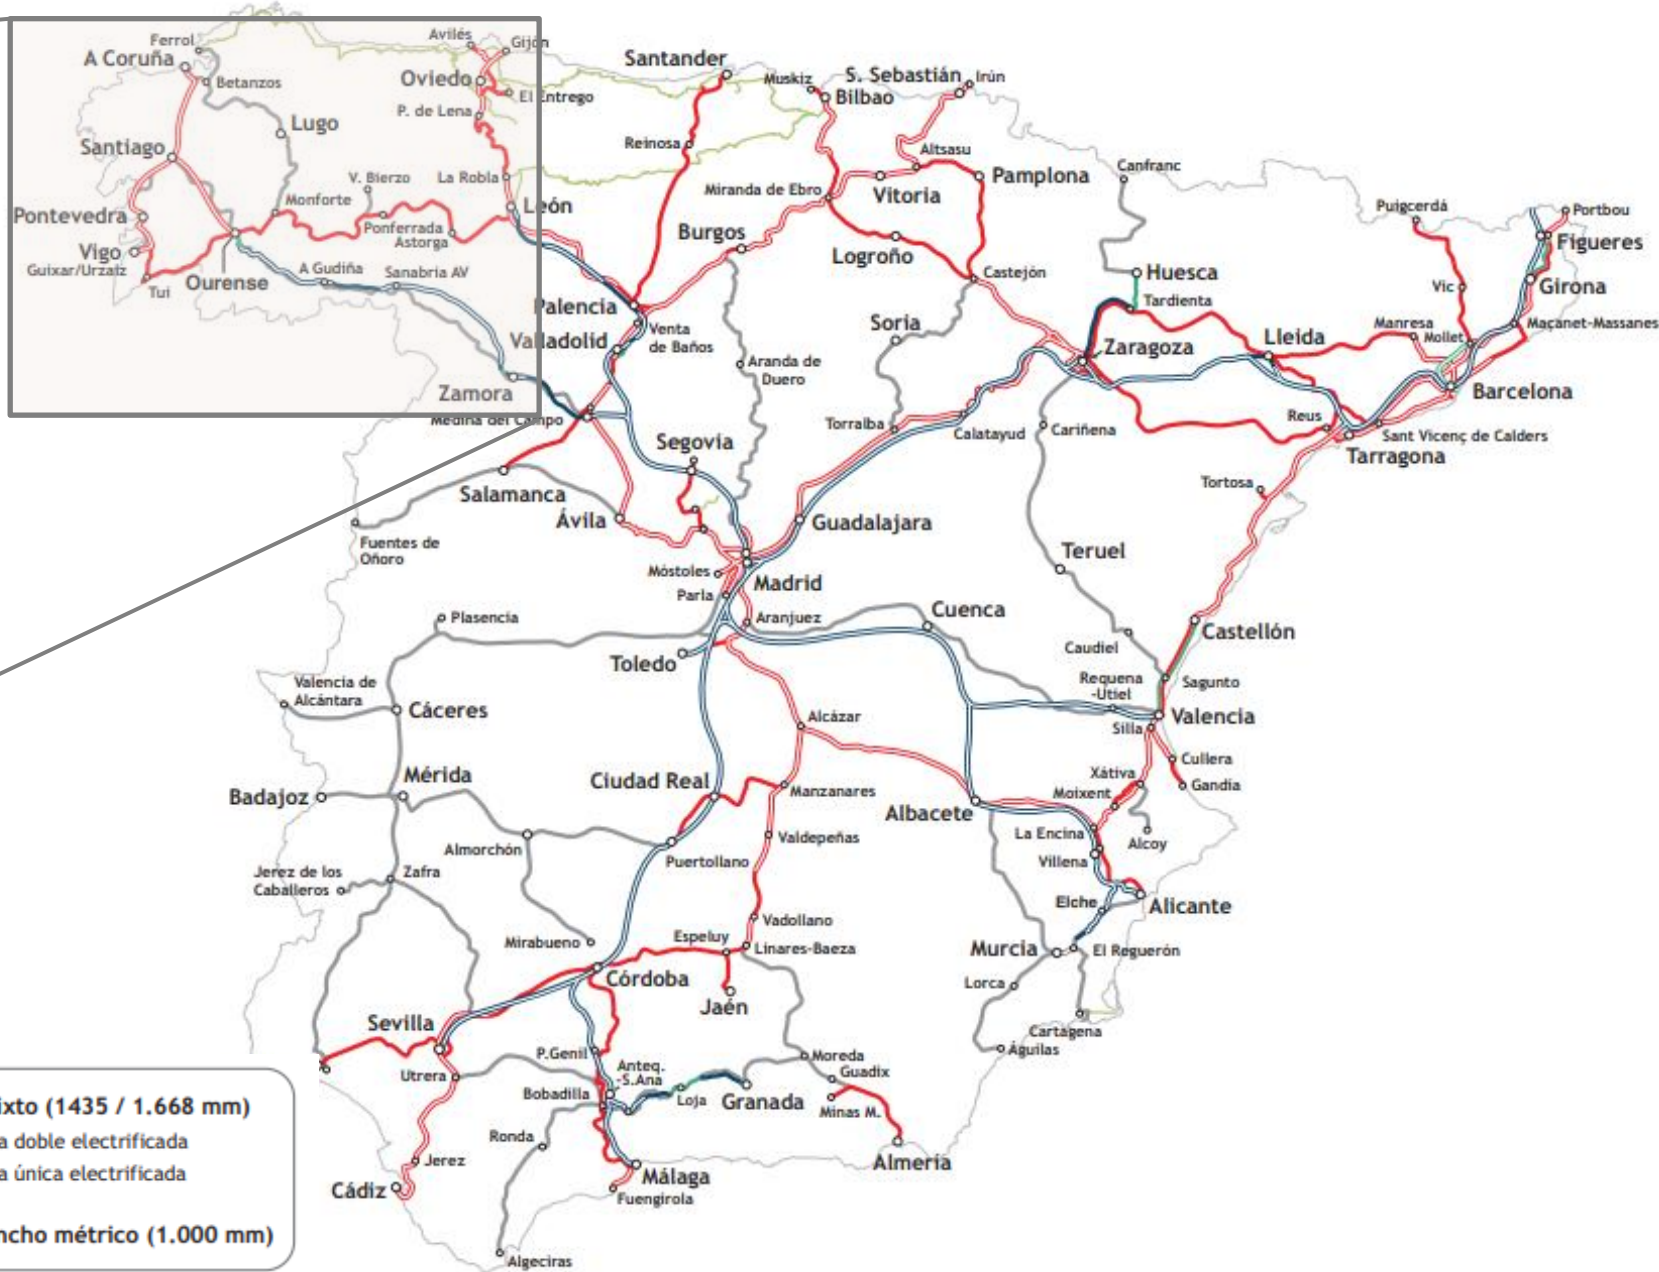 Ferrol
A Coruña
Betanzos
Lugo
Santiago
Pontevedra
Vigo
Guixar/Urzaiz
Tui
Ourense
Monforte
V. Bierzo
Ponferrada
Astorga
A Gudiña
Sanabria AV
Avilés
Gijón
Oviedo
El Entrego
P. de Lena
La Robla
León
Santander
Reinosa
Muskiz
Bilbao
S. Sebastián
Irún
Altsasu
Pamplona
Miranda de Ebro
Vitoria
Burgos
Logroño
Castejón
Canfranc
Huesca
Tardienta
Puigcerdá
Portbou
Figueres
Girona
Vic
Maçanet-Massanes
Manresa
Mollet
Lleida
Barcelona
Palencia
Valladolid
Venta
de Baños
Zamora
Medina del Campo
Aranda de
Duero
Soria
Zaragoza
Torralba
Calatayud
Cariñena
Reus
Sant Vicenç de Calders
Tarragona
Tortosa
Segovia
Salamanca
Ávila
Fuentes de
Oñoro
Guadalajara
Madrid
Móstoles
Parla
Aranjuez
Teruel
Cuenca
Castellón
Caudiel
Sagunto
Requena
-Utiel
Valencia
Silla
Plasencia
Toledo
Valencia de
Alcántara
Cáceres
Alcázar
Cullera
Gandía
Xátiva
Moixent
Alcoy
Mérida
Badajoz
Ciudad Real
Manzanares
Albacete
La Encina
Villena
Almorchón
Puertollano
Valdepeñas
Jerez de los
Caballeros
Zafra
Elche
Alicante
Vadollano
Mirabueno
Espeluy
Linares-Baeza
Murcia
El Reguerón
Córdoba
Jaén
Lorca
Cartagena
Águilas
Sevilla
P.Genil
Anteq.
-S.Ana
Moreda
Guadix
Utrera
Bobadilla
Loja
Granada
Minas M.
Ronda
Almería
Jerez
Málaga
Cádiz
Fuengirola
Algeciras
ixto (1435 / 1.668 mm)
a doble electrificada
a única electrificada
ncho métrico (1.000 mm)